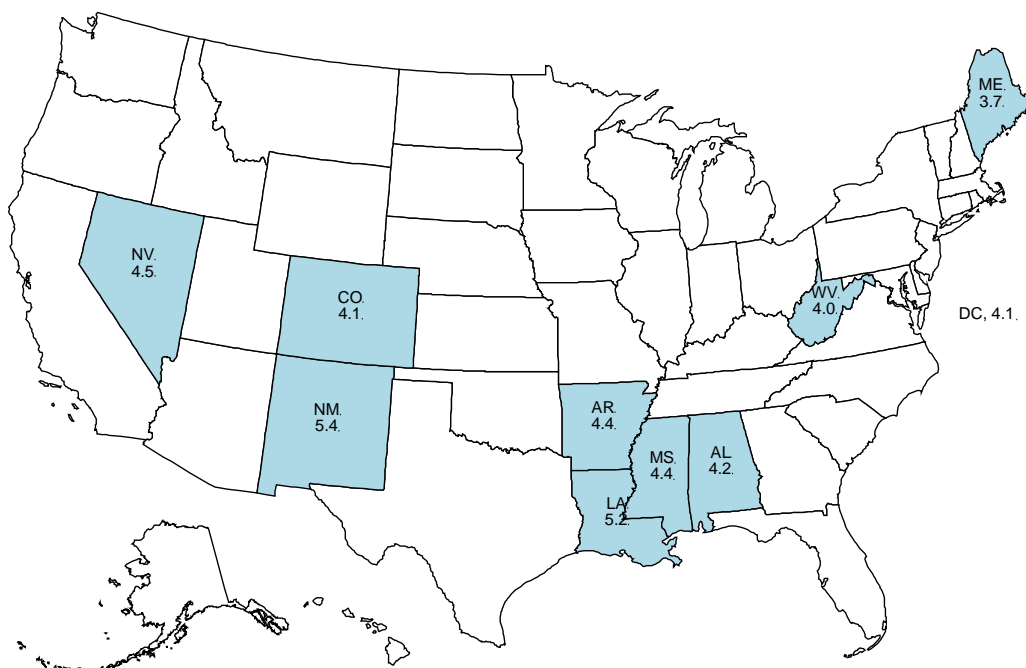 ME.
3.7.
NV.
4.5.
CO.
4.1.
WV.
4.0.
DC, 4.1.
NM.
5.4.
AR.
4.4.
MS.
4.4.
AL.
4.2.
LA.
5.2.